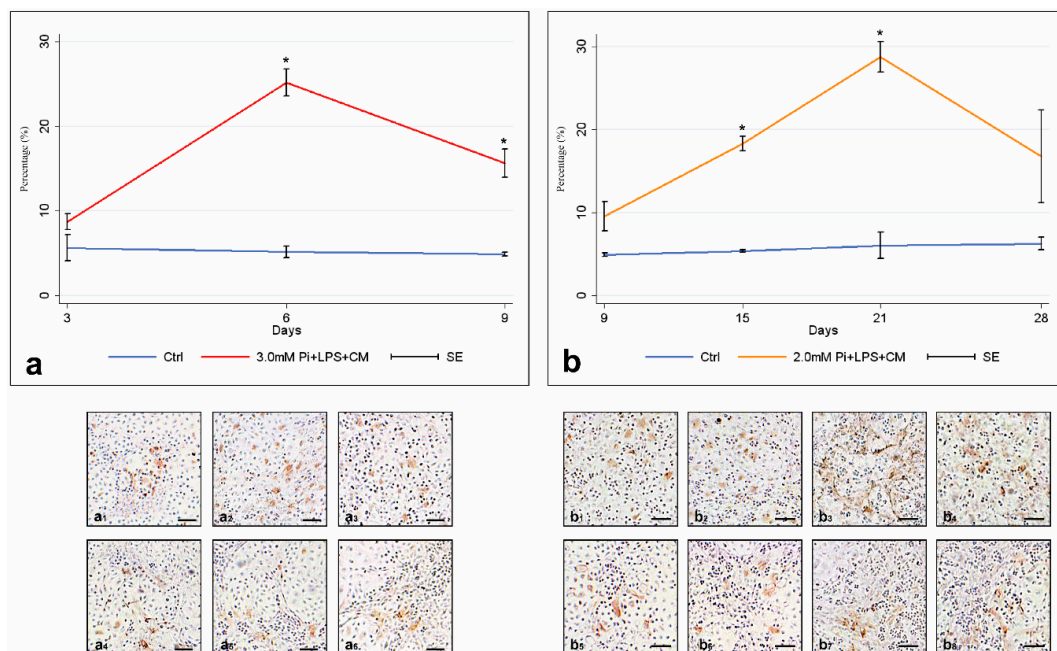 30
20
10
0
Percentage (%)
*
*
3
6
9
Days
Ctrl
3.0mM Pi+LPS+CM
SE
a
30
20
10
0
Percentage (%)
*
*
9
15
21
28
Days
Ctrl
2.0mM Pi+LPS+CM
SE
b
a1
a2
a3
b1
b2
b3
b4
a4
a5
a6
b5
b6
b7
b8